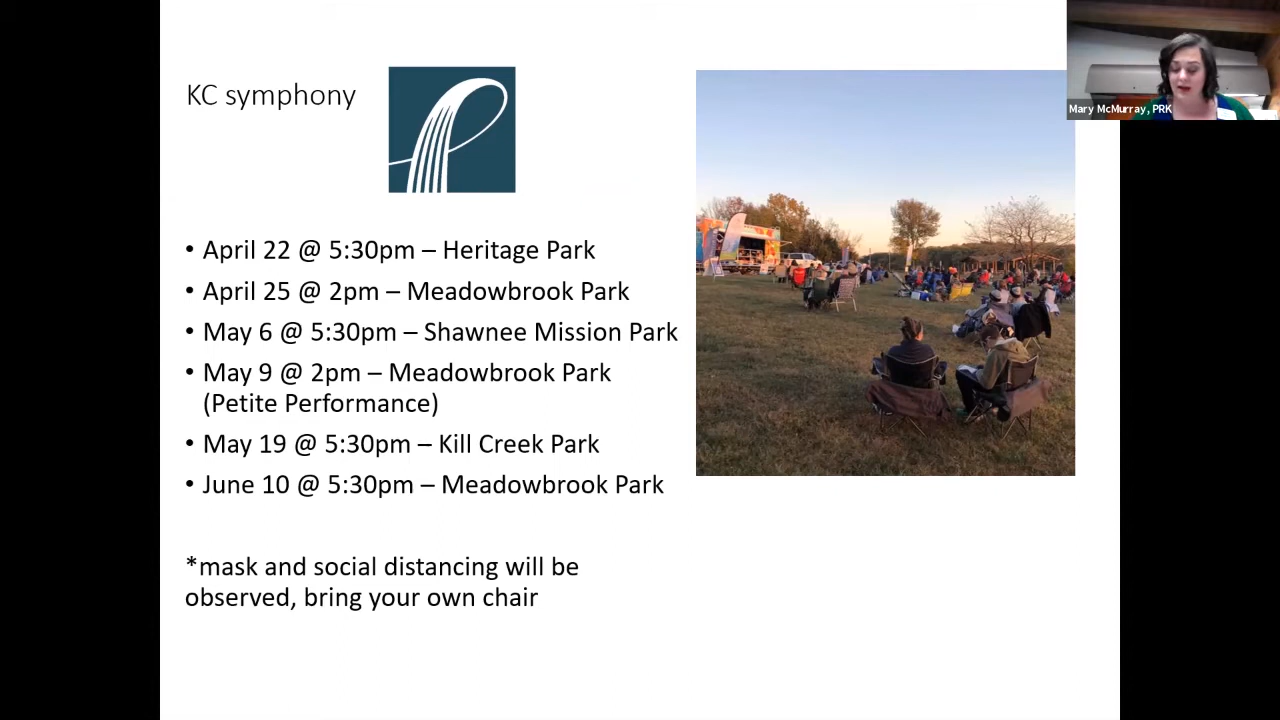 KC symphony
• April 22 @ 5:30pm – Heritage Park
• April 25 @ 2pm – Meadowbrook Park
• May 6 @ 5:30pm – Shawnee Mission Park
• May 9 @ 2pm – Meadowbrook Park
(Petite Performance)
• May 19 @ 5:30pm – Kill Creek Park
• June 10 @ 5:30pm – Meadowbrook Park
*mask and social distancing will be
observed, bring your own chair
Mary McMurray, PRK